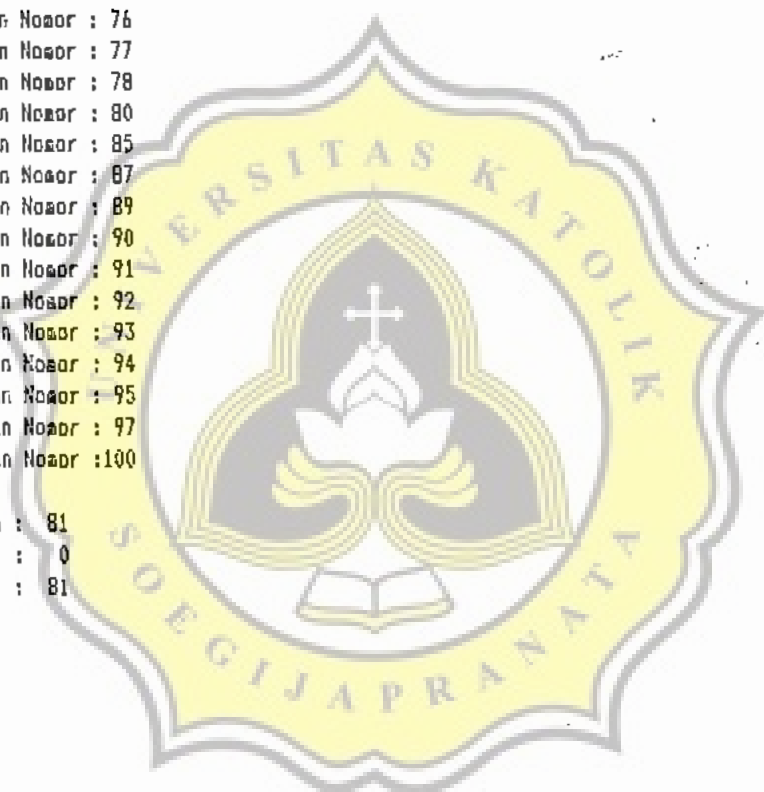 n Nomor : 76
n Nomor : 77
n Nomor : 78
n Nomor : 80
n Nomor : 85
n Nomor : 87
n Nomor : 89
n Nomor : 90
n Nomor : 91
n Nomor : 92
n Nomor : 93
n Nomor : 94
n Nomor : 95
n Nomor : 97
n Nomor :100
: 81
: 0
: 81
UNIVERSITAS KATOLIK
SOEGIJAPRANATA